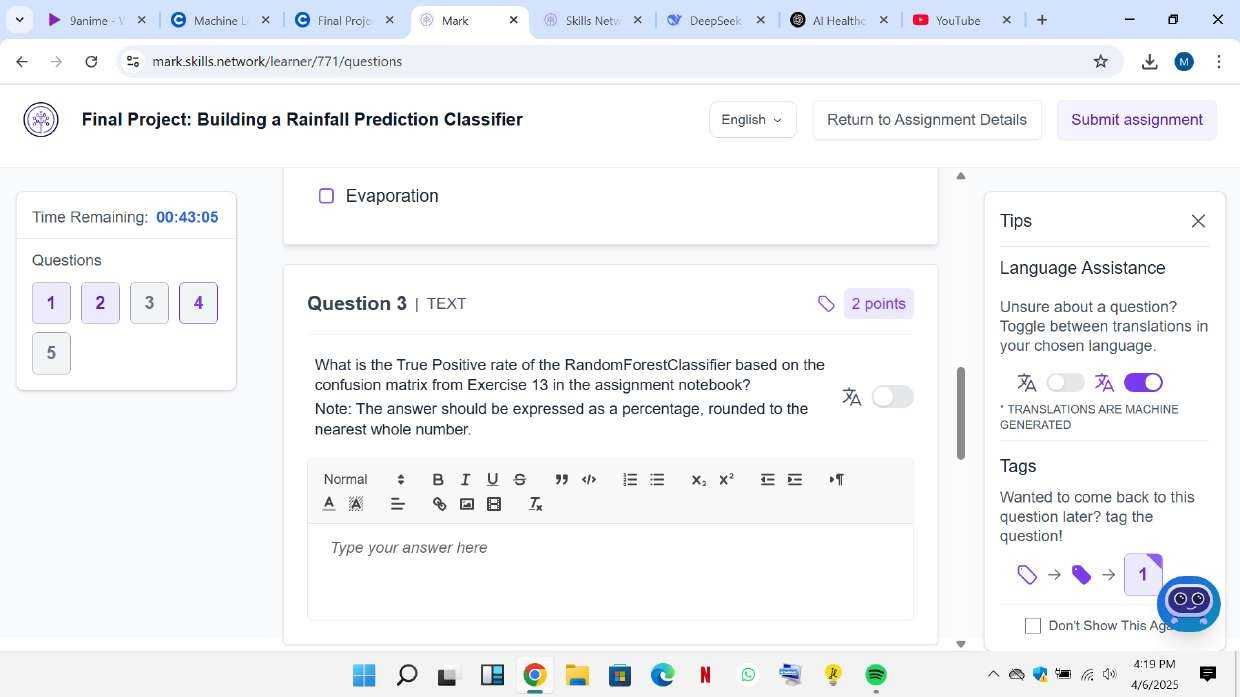 9anime - W
Machine Le
Final Projec
Mark
Skills Netw
DeepSeek
AI Healthc
YouTube
mark.skills.network/learner/771/questions
M
Final Project: Building a Rainfall Prediction Classifier
English
Return to Assignment Details
Submit assignment
Time Remaining: 00:43:05
Questions
1 2 3 4
5
Evaporation
Question 3 | TEXT
2 points
What is the True Positive rate of the RandomForestClassifier based on the
confusion matrix from Exercise 13 in the assignment notebook?
Note: The answer should be expressed as a percentage, rounded to the
nearest whole number.
Normal
Type your answer here
Tips
Language Assistance
Unsure about a question?
Toggle between translations in
your chosen language.
* TRANSLATIONS ARE MACHINE
GENERATED
Tags
Wanted to come back to this
question later? tag the
question!
1
Don't Show This Aga
4:19 PM
4/6/2025